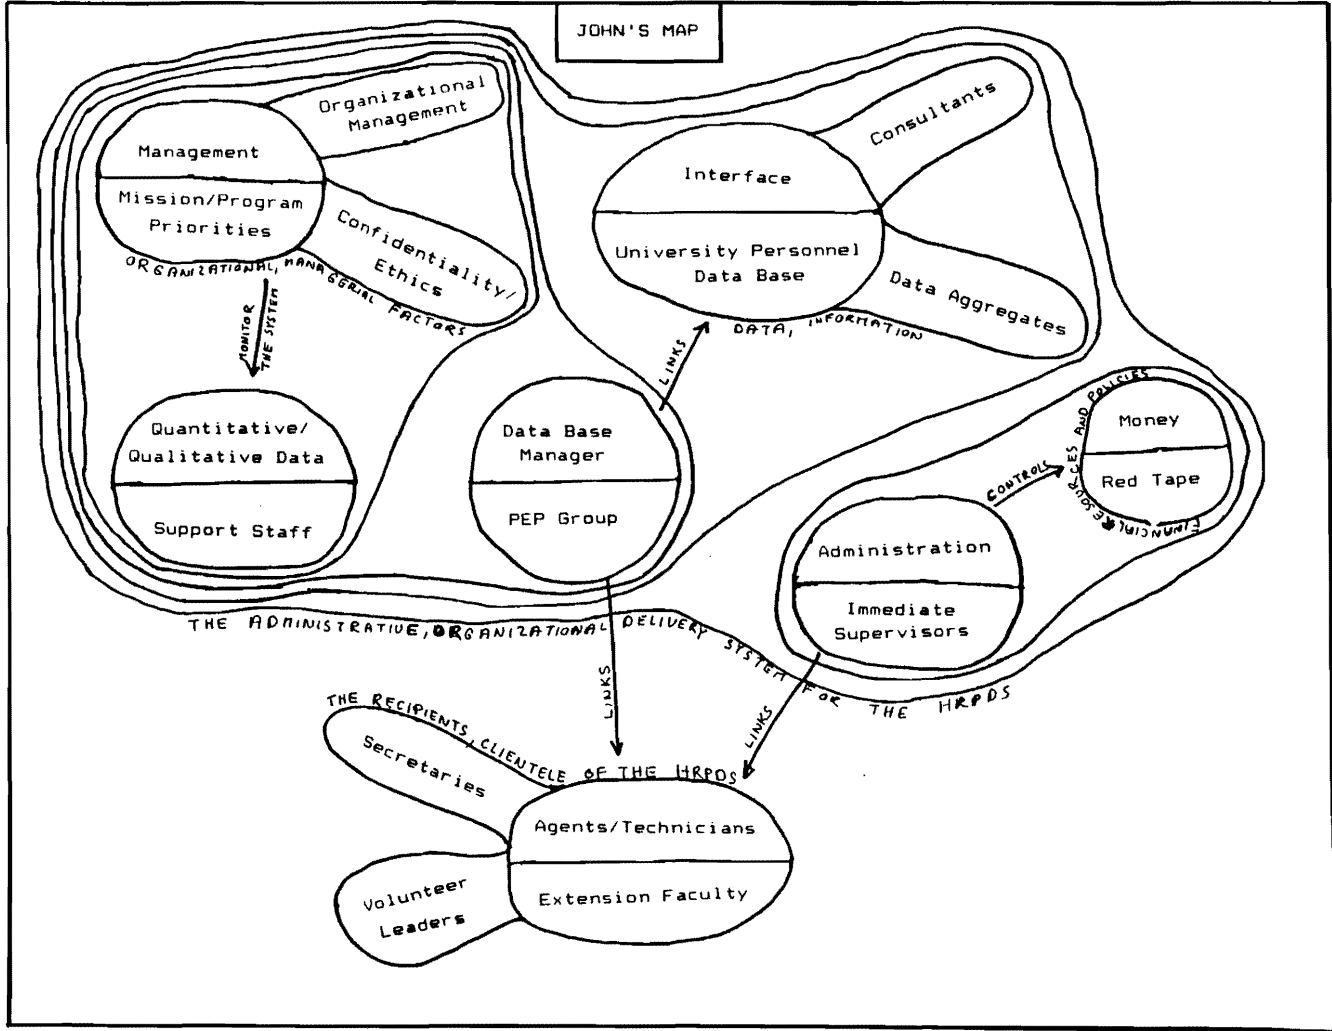 JOHN'S MAP
Organizational
Management
Management
Mission/Program
Priorities
Confidentiality/
Ethics
ORGANIZATIONAL, MANAGERIAL FACTORS
MONITOR
THE SYSTEM
Quantitative/
Qualitative Data
Support Staff
Consultants
Interface
University Personnel
Data Base
Data Aggregates
DATA, INFORMATION
LINKS
Data Base
Manager
PEP Group
FINANCIAL RESOURCES AND POLICIES
Money
Red Tape
CONTROLS
Administration
Immediate
Supervisors
THE ADMINISTRATIVE, ORGANIZATIONAL DELIVERY SYSTEM FOR THE HRPDS
LINKS
LINKS
THE RECIPIENTS, CLIENTELE OF THE HRPDS
Secretaries
Agents/Technicians
Extension Faculty
Volunteer
Leaders